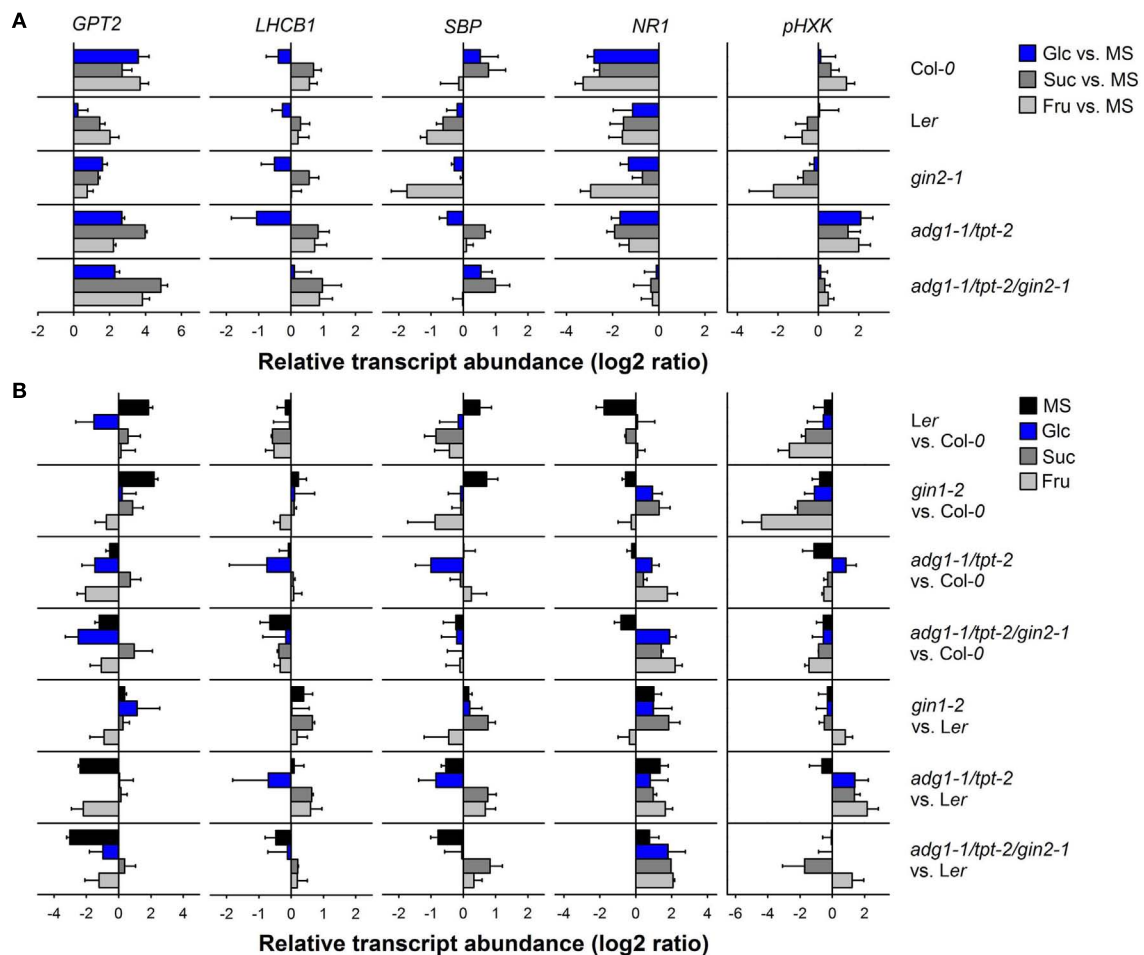 A
GPT2 LHCB1 SBP NR1 pHXK
Col-0
Ler
gin2-1
adg1-1/tpt-2
adg1-1/tpt-2/gin2-1
Glc vs. MS
Suc vs. MS
Fru vs. MS
-2 0 2 4 6 -2 -1 0 1 2 -2 -1 0 1 2 -4 -2 0 2 -4 -2 0 2 4
Relative transcript abundance (log2 ratio)
B
Ler
vs. Col-0
gin1-2
vs. Col-0
adg1-1/tpt-2
vs. Col-0
adg1-1/tpt-2/gin2-1
vs. Col-0
gin1-2
vs. Ler
adg1-1/tpt-2
vs. Ler
adg1-1/tpt-2/gin2-1
vs. Ler
MS
Glc
Suc
Fru
-4 -2 0 2 4 -2 -1 0 1 2 -2 -1 0 1 2 -4 -2 0 2 4 -6 -4 -2 0 2
Relative transcript abundance (log2 ratio)